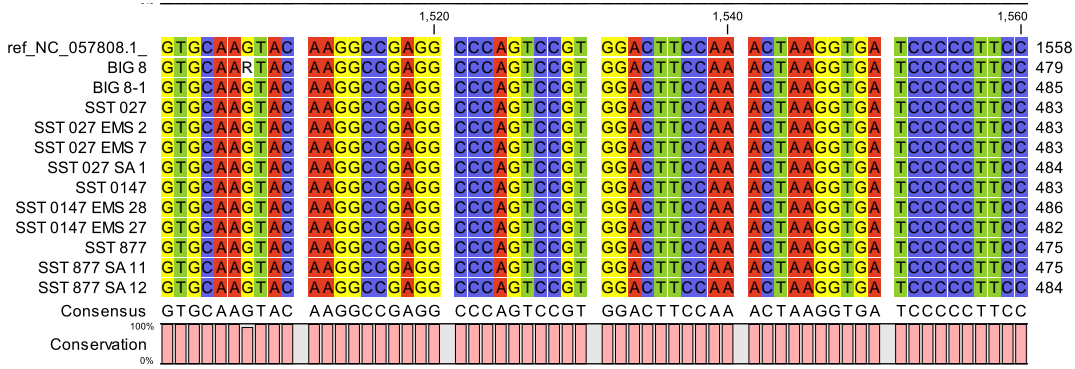 1,520 1,540 1,560
ref_NC_057808.1_ GTGCAAGTAC AAGGCCGAGG CCCAGTCCGT GGACTTCCAA ACTAAGGTGA TCCCCCTTCC 1558
BIG 8 GTGCAARTAC AAGGCCGAGG CCCAGTCCGT GGACTTCCAA ACTAAGGTGA TCCCCCTTCC 479
BIG 8-1 GTGCAAGTAC AAGGCCGAGG CCCAGTCCGT GGACTTCCAA ACTAAGGTGA TCCCCCTTCC 485
SST 027 GTGCAAGTAC AAGGCCGAGG CCCAGTCCGT GGACTTCCAA ACTAAGGTGA TCCCCCTTCC 483
SST 027 EMS 2 GTGCAAGTAC AAGGCCGAGG CCCAGTCCGT GGACTTCCAA ACTAAGGTGA TCCCCCTTCC 483
SST 027 EMS 7 GTGCAAGTAC AAGGCCGAGG CCCAGTCCGT GGACTTCCAA ACTAAGGTGA TCCCCCTTCC 483
SST 027 SA 1 GTGCAAGTAC AAGGCCGAGG CCCAGTCCGT GGACTTCCAA ACTAAGGTGA TCCCCCTTCC 484
SST 0147 GTGCAAGTAC AAGGCCGAGG CCCAGTCCGT GGACTTCCAA ACTAAGGTGA TCCCCCTTCC 483
SST 0147 EMS 28 GTGCAAGTAC AAGGCCGAGG CCCAGTCCGT GGACTTCCAA ACTAAGGTGA TCCCCCTTCC 486
SST 0147 EMS 27 GTGCAAGTAC AAGGCCGAGG CCCAGTCCGT GGACTTCCAA ACTAAGGTGA TCCCCCTTCC 482
SST 877 GTGCAAGTAC AAGGCCGAGG CCCAGTCCGT GGACTTCCAA ACTAAGGTGA TCCCCCTTCC 475
SST 877 SA 11 GTGCAAGTAC AAGGCCGAGG CCCAGTCCGT GGACTTCCAA ACTAAGGTGA TCCCCCTTCC 475
SST 877 SA 12 GTGCAAGTAC AAGGCCGAGG CCCAGTCCGT GGACTTCCAA ACTAAGGTGA TCCCCCTTCC 484
Consensus GTGCAAGTAC AAGGCCGAGG CCCAGTCCGT GGACTTCCAA ACTAAGGTGA TCCCCCTTCC
100%
Conservation
0%